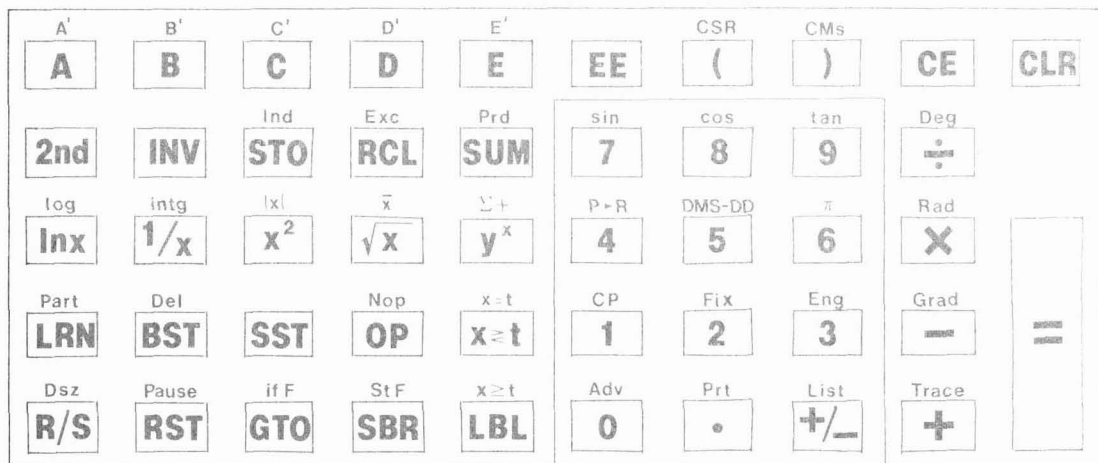 A' B' C' D' E' CSR CMs
A B C D E EE ( ) CE CLR
Ind Exc Prd sin cos tan Deg
2nd INV STO RCL SUM 7 8 9 ÷
log intg |x| x̄ Σ+ P►R DMS-DD π Rad
lnx 1/x x² √x yˣ 4 5 6 ×
Part Del Nop x=t CP Fix Eng Grad
LRN BST SST OP x≥t 1 2 3 − =
Dsz Pause if F St F x≥t Adv Prt List Trace
R/S RST GTO SBR LBL 0 . +/− +